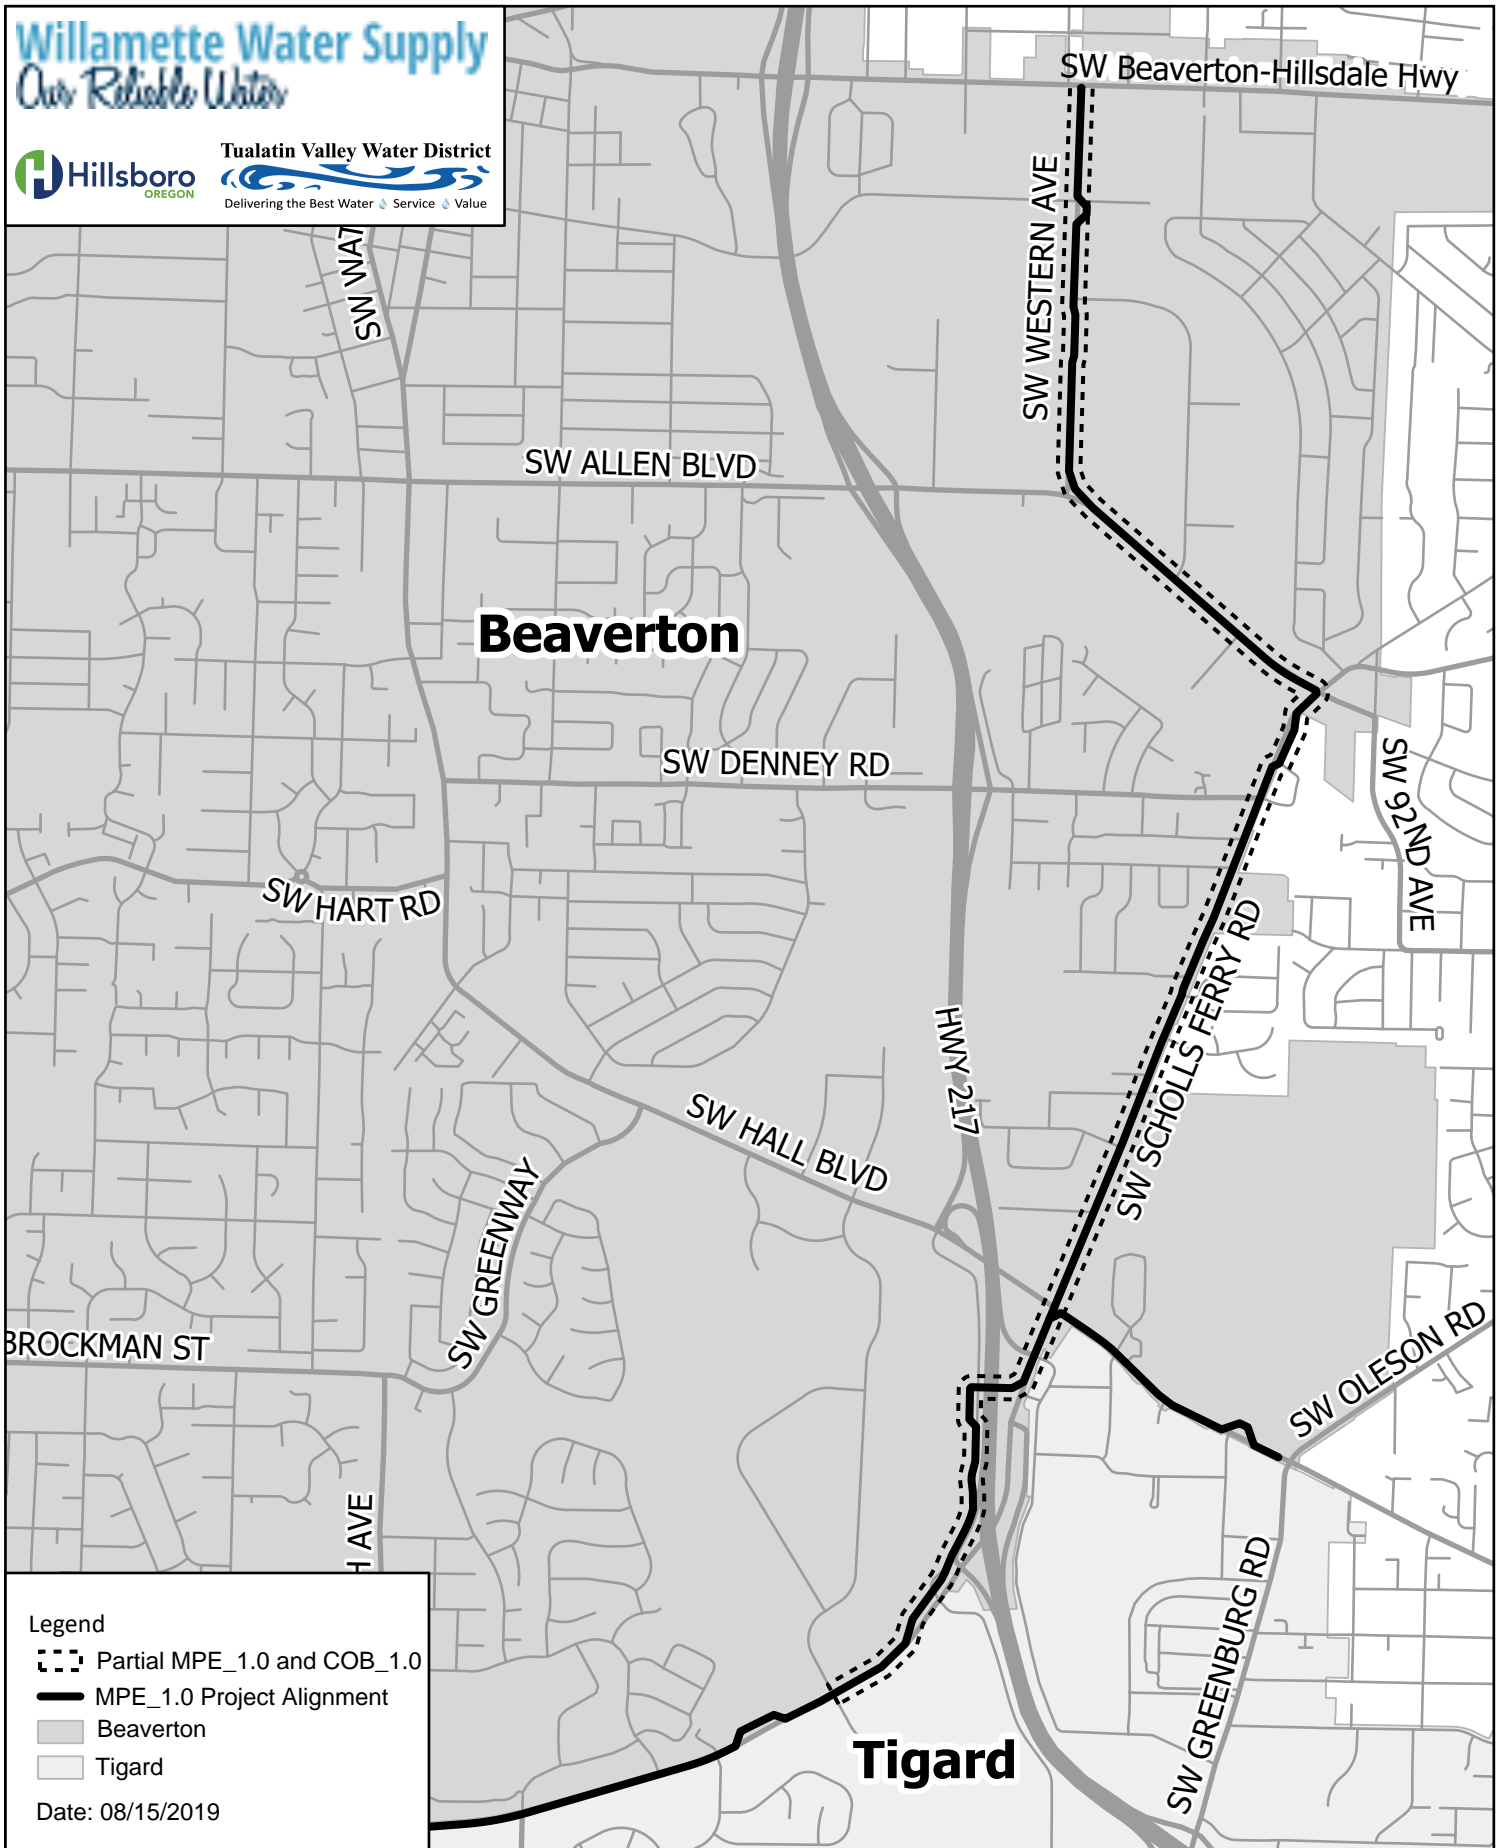 Willamette Water Supply
Our Reliable Water
Hillsboro
OREGON
Tualatin Valley Water District
Delivering the Best Water Service Value
SW Beaverton-Hillsdale Hwy
SW WESTERN AVE
SW WAT
SW ALLEN BLVD
Beaverton
SW DENNEY RD
SW 92ND AVE
SW HART RD
SW SCHOLLS FERRY RD
HWY 217
SW HALL BLVD
SW GREENWAY
BROCKMAN ST
SW OLESON RD
H AVE
SW GREENBURG RD
Tigard
Legend
Partial MPE_1.0 and COB_1.0
MPE_1.0 Project Alignment
Beaverton
Tigard
Date: 08/15/2019